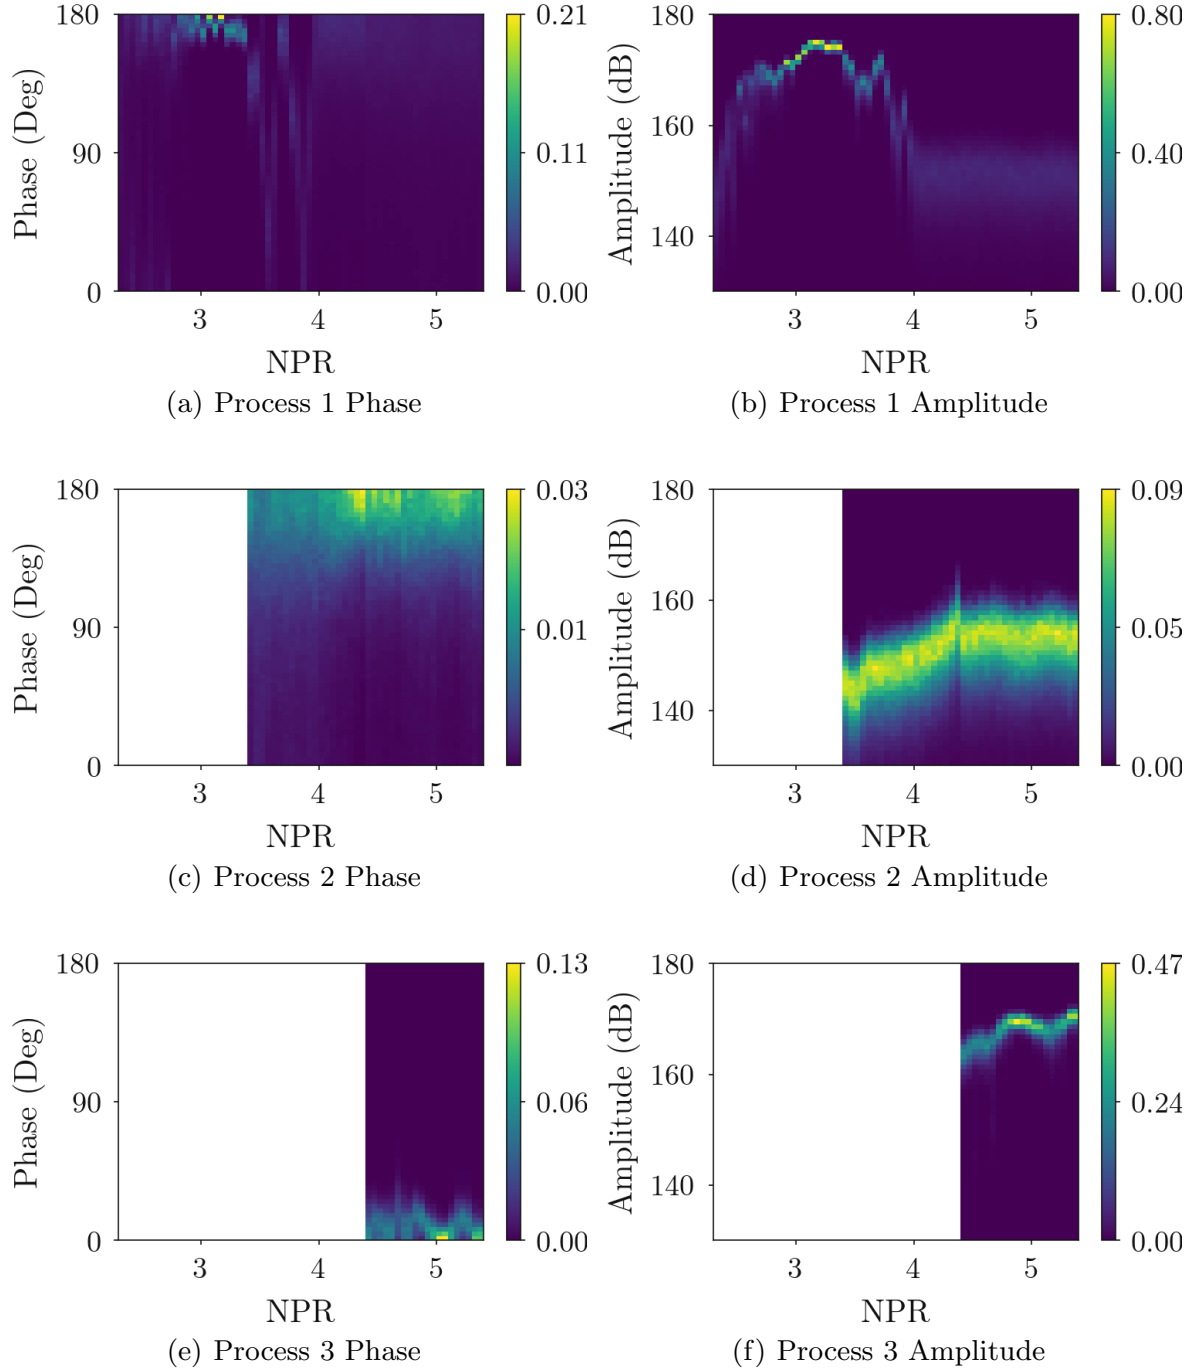 180 0.21 180 0.80
Phase (Deg) 90 0.11 Amplitude (dB) 160 0.40
140
0 0.00 0.00
3 4 5 3 4 5
NPR NPR
(a) Process 1 Phase (b) Process 1 Amplitude
180 0.03 180 0.09
Phase (Deg) 90 0.01 Amplitude (dB) 160 0.05
140
0 0.00
3 4 5 3 4 5
NPR NPR
(c) Process 2 Phase (d) Process 2 Amplitude
180 0.13 180 0.47
Phase (Deg) 90 0.06 Amplitude (dB) 160 0.24
140
0 0.00 0.00
3 4 5 3 4 5
NPR NPR
(e) Process 3 Phase (f) Process 3 Amplitude